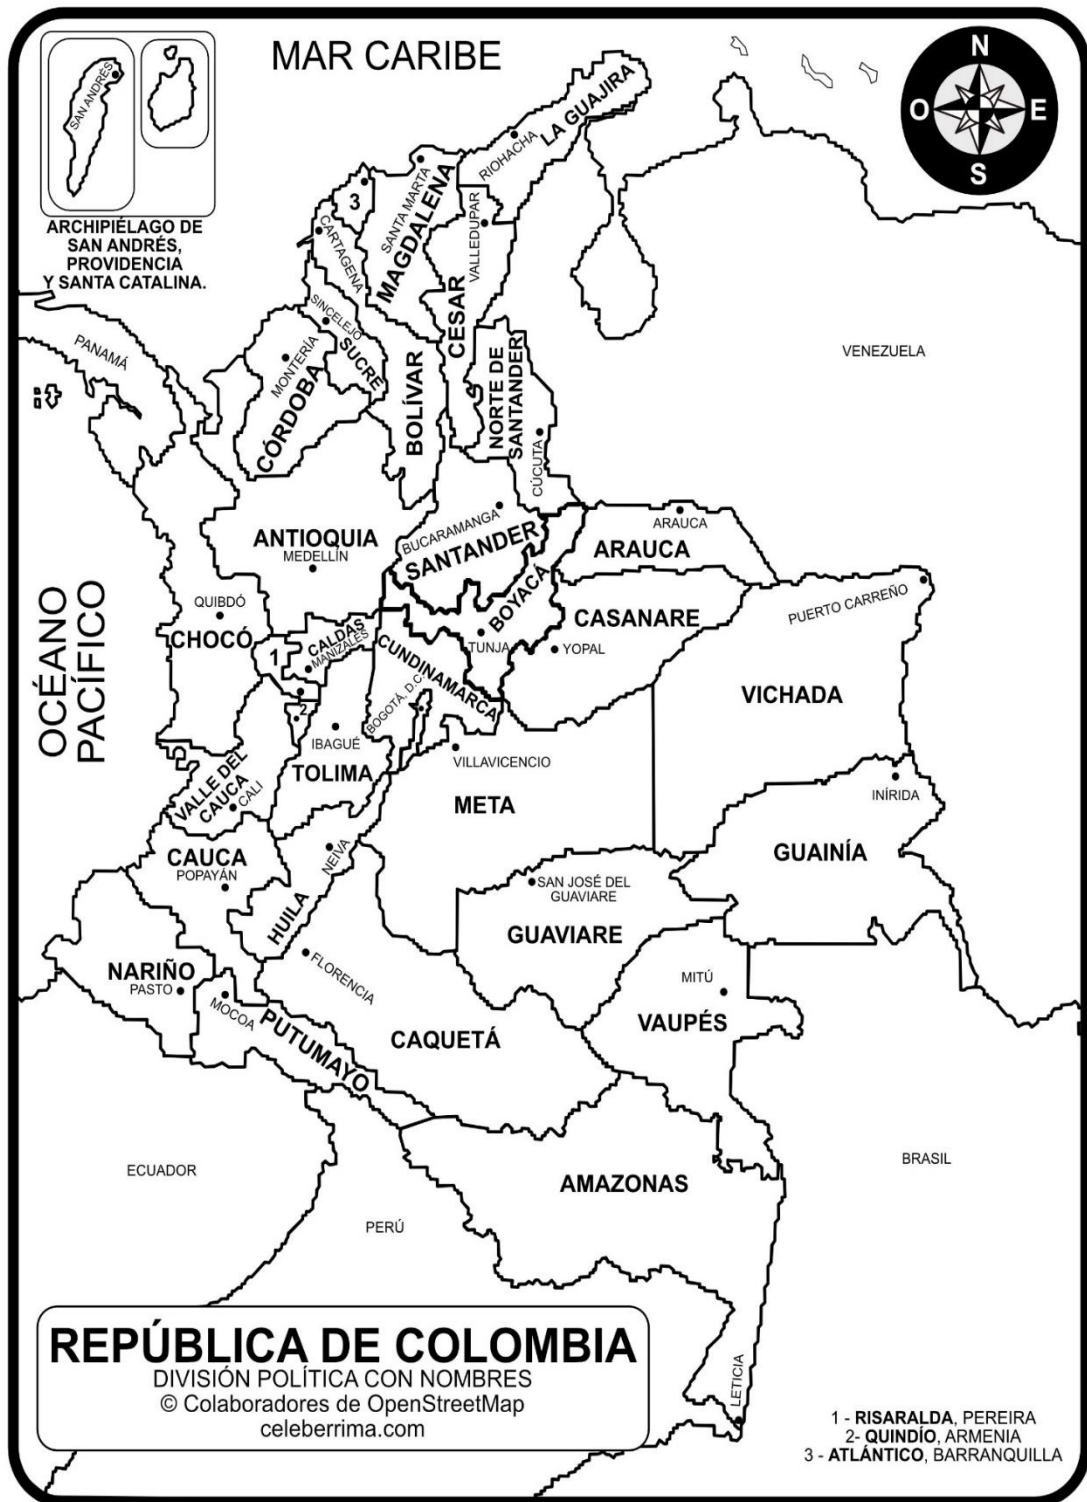 MAR CARIBE
N
O
E
S
SAN ANDRÉS
ARCHIPIÉLAGO DE
SAN ANDRÉS,
PROVIDENCIA
Y SANTA CATALINA.
LA GUAJIRA
RIOHACHA
3
SANTA MARTA
MAGDALENA
CARTAGENA
VALLEDUPAR
CESAR
SINCELEJO
SUCRE
PANAMÁ
MONTERÍA
CÓRDOBA
BOLÍVAR
NORTE DE
SANTANDER
CÚCUTA
VENEZUELA
ANTIOQUIA
MEDELLÍN
BUCARAMANGA
SANTANDER
ARAUCA
ARAUCA
BOYACÁ
TUNJA
CASANARE
YOPAL
PUERTO CARREÑO
VICHADA
OCÉANO
PACÍFICO
QUIBDÓ
CHOCÓ
1
CALDAS
MANIZALES
CUNDINAMARCA
BOGOTÁ, D.C.
2
IBAGUÉ
TOLIMA
VILLAVICENCIO
META
VALLE DEL
CAUCA
CALI
INÍRIDA
GUAINÍA
CAUCA
POPAYÁN
NEIVA
HUILA
SAN JOSÉ DEL
GUAVIARE
GUAVIARE
FLORENCIA
NARIÑO
PASTO
MOCOA
PUTUMAYO
CAQUETÁ
MITÚ
VAUPÉS
ECUADOR
PERÚ
AMAZONAS
BRASIL
LETICIA
REPÚBLICA DE COLOMBIA
DIVISIÓN POLÍTICA CON NOMBRES
© Colaboradores de OpenStreetMap
celeberrima.com
1 - RISARALDA, PEREIRA
2- QUINDÍO, ARMENIA
3 - ATLÁNTICO, BARRANQUILLA